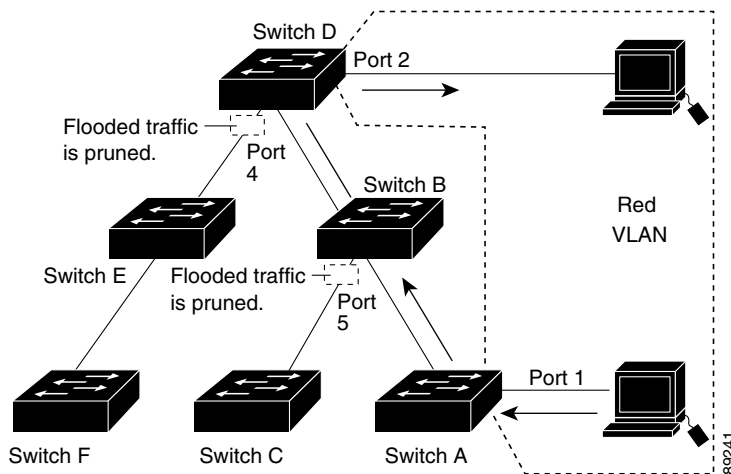 Switch D
Port 2
Flooded traffic
is pruned.
Port
4
Switch B
Red
VLAN
Switch E
Flooded traffic
is pruned.
Port
5
Port 1
Switch F
Switch C
Switch A
89241